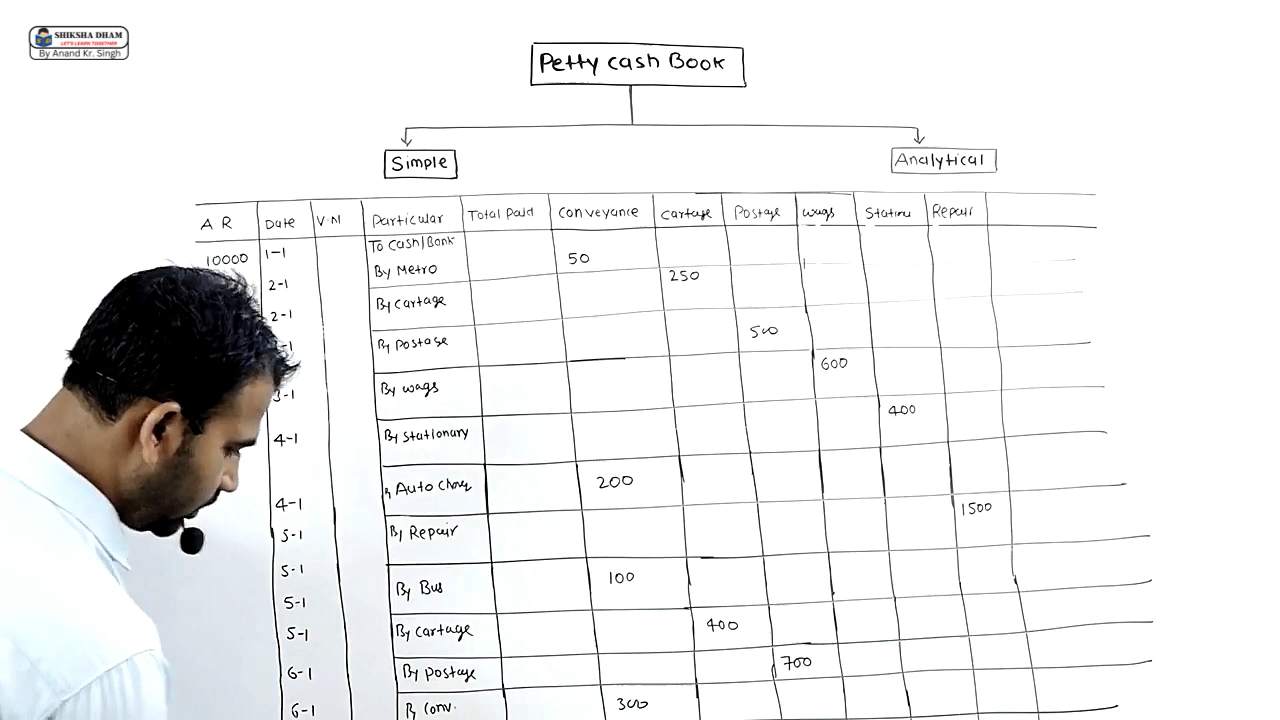 SHIKSHA DHAM
LET'S LEARN TOGETHER
By Anand Kr. Singh
Petty cash Book
Simple
Analytical
A R Date V.N Particular Total Paid Conveyance Cartage Postage wags Repair
10000 1-1 To Cash/Bank
2-1 By Metro 50
2-1 By cartage 250
-1 By Postage 500
3-1 By wags 600
4-1 By Stationary 400
4-1 Auto 200
5-1 By Repair 1500
5-1 By Bus 100
5-1
5-1 By cartage 400
6-1 By Postage 700
6-1 By Conv. 300